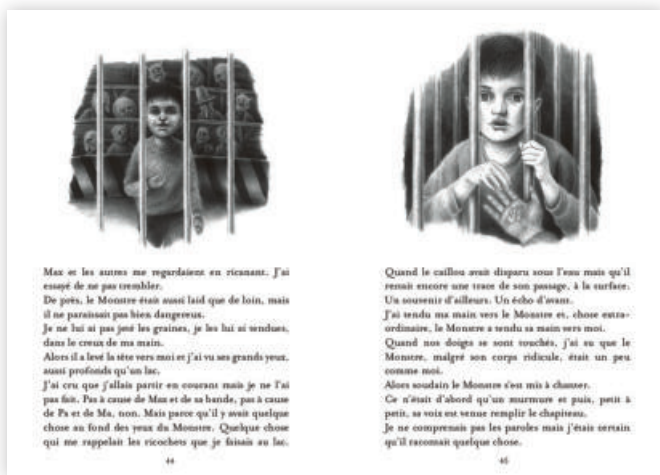 Max et les autres me regardaient en ricanant. J'ai
essayé de ne pas trembler.
De près, le Monstre était aussi laid que de loin, mais
il ne paraissait pas bien dangereux.
Je ne lui ai pas jeté les graines, je les lui ai tendues,
dans le creux de ma main.
Alors il a levé la tête vers moi et j'ai vu ses grands yeux,
aussi profonds qu'un lac.
J'ai cru que j'allais partir en courant mais je ne l'ai
pas fait. Pas à cause de Max et de sa bande, pas à cause
de Pa et de Ma, non. Mais parce qu'il y avait quelque
chose au fond des yeux du Monstre. Quelque chose
qui me rappelait les ricochets que je faisais au lac.
44
Quand le caillou avait disparu sous l'eau mais qu'il
restait encore une trace de son passage, à la surface.
Un souvenir d'ailleurs. Un écho d'avant.
J'ai tendu ma main vers le Monstre et, chose extra-
ordinaire, le Monstre a tendu sa main vers moi.
Quand nos doigts se sont touchés, j'ai su que le
Monstre, malgré son corps ridicule, était un peu
comme moi.
Alors soudain le Monstre s'est mis à chanter.
Ce n'était d'abord qu'un murmure et puis, petit à
petit, sa voix est venue remplir le chapiteau.
Je ne comprenais pas les paroles mais j'étais certain
qu'il racontait quelque chose.
45